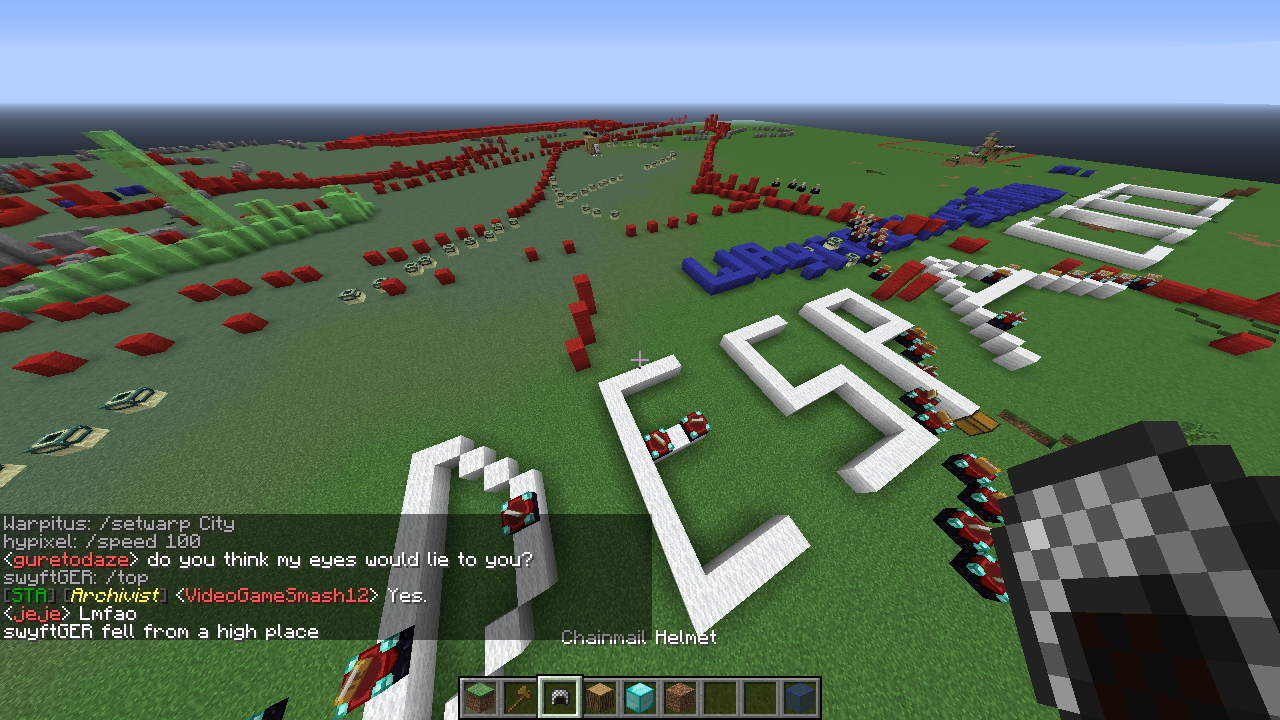 Warpitus: /setwarp City
hypixel: /speed 100
<guretodaze> do you think my eyes would lie to you?
swyftGER: /top
[STA] [Archivist] <VideoGameSmash12> Yes.
<jeje> Lmfao
swyftGER fell from a high place
Chainmail Helmet